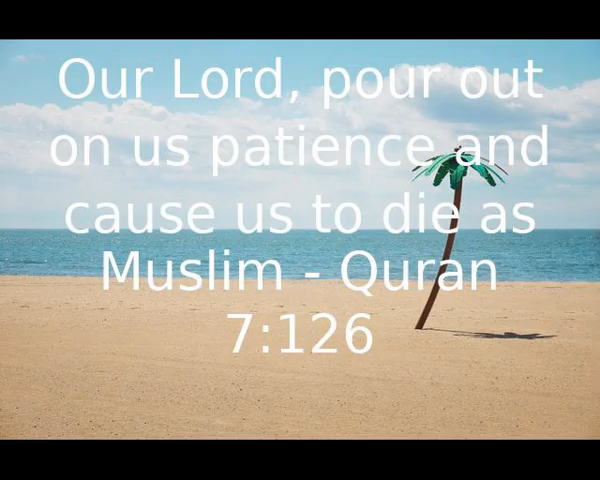 Our Lord, pour out
on us patience and
cause us to die as
Muslim - Quran
7:126